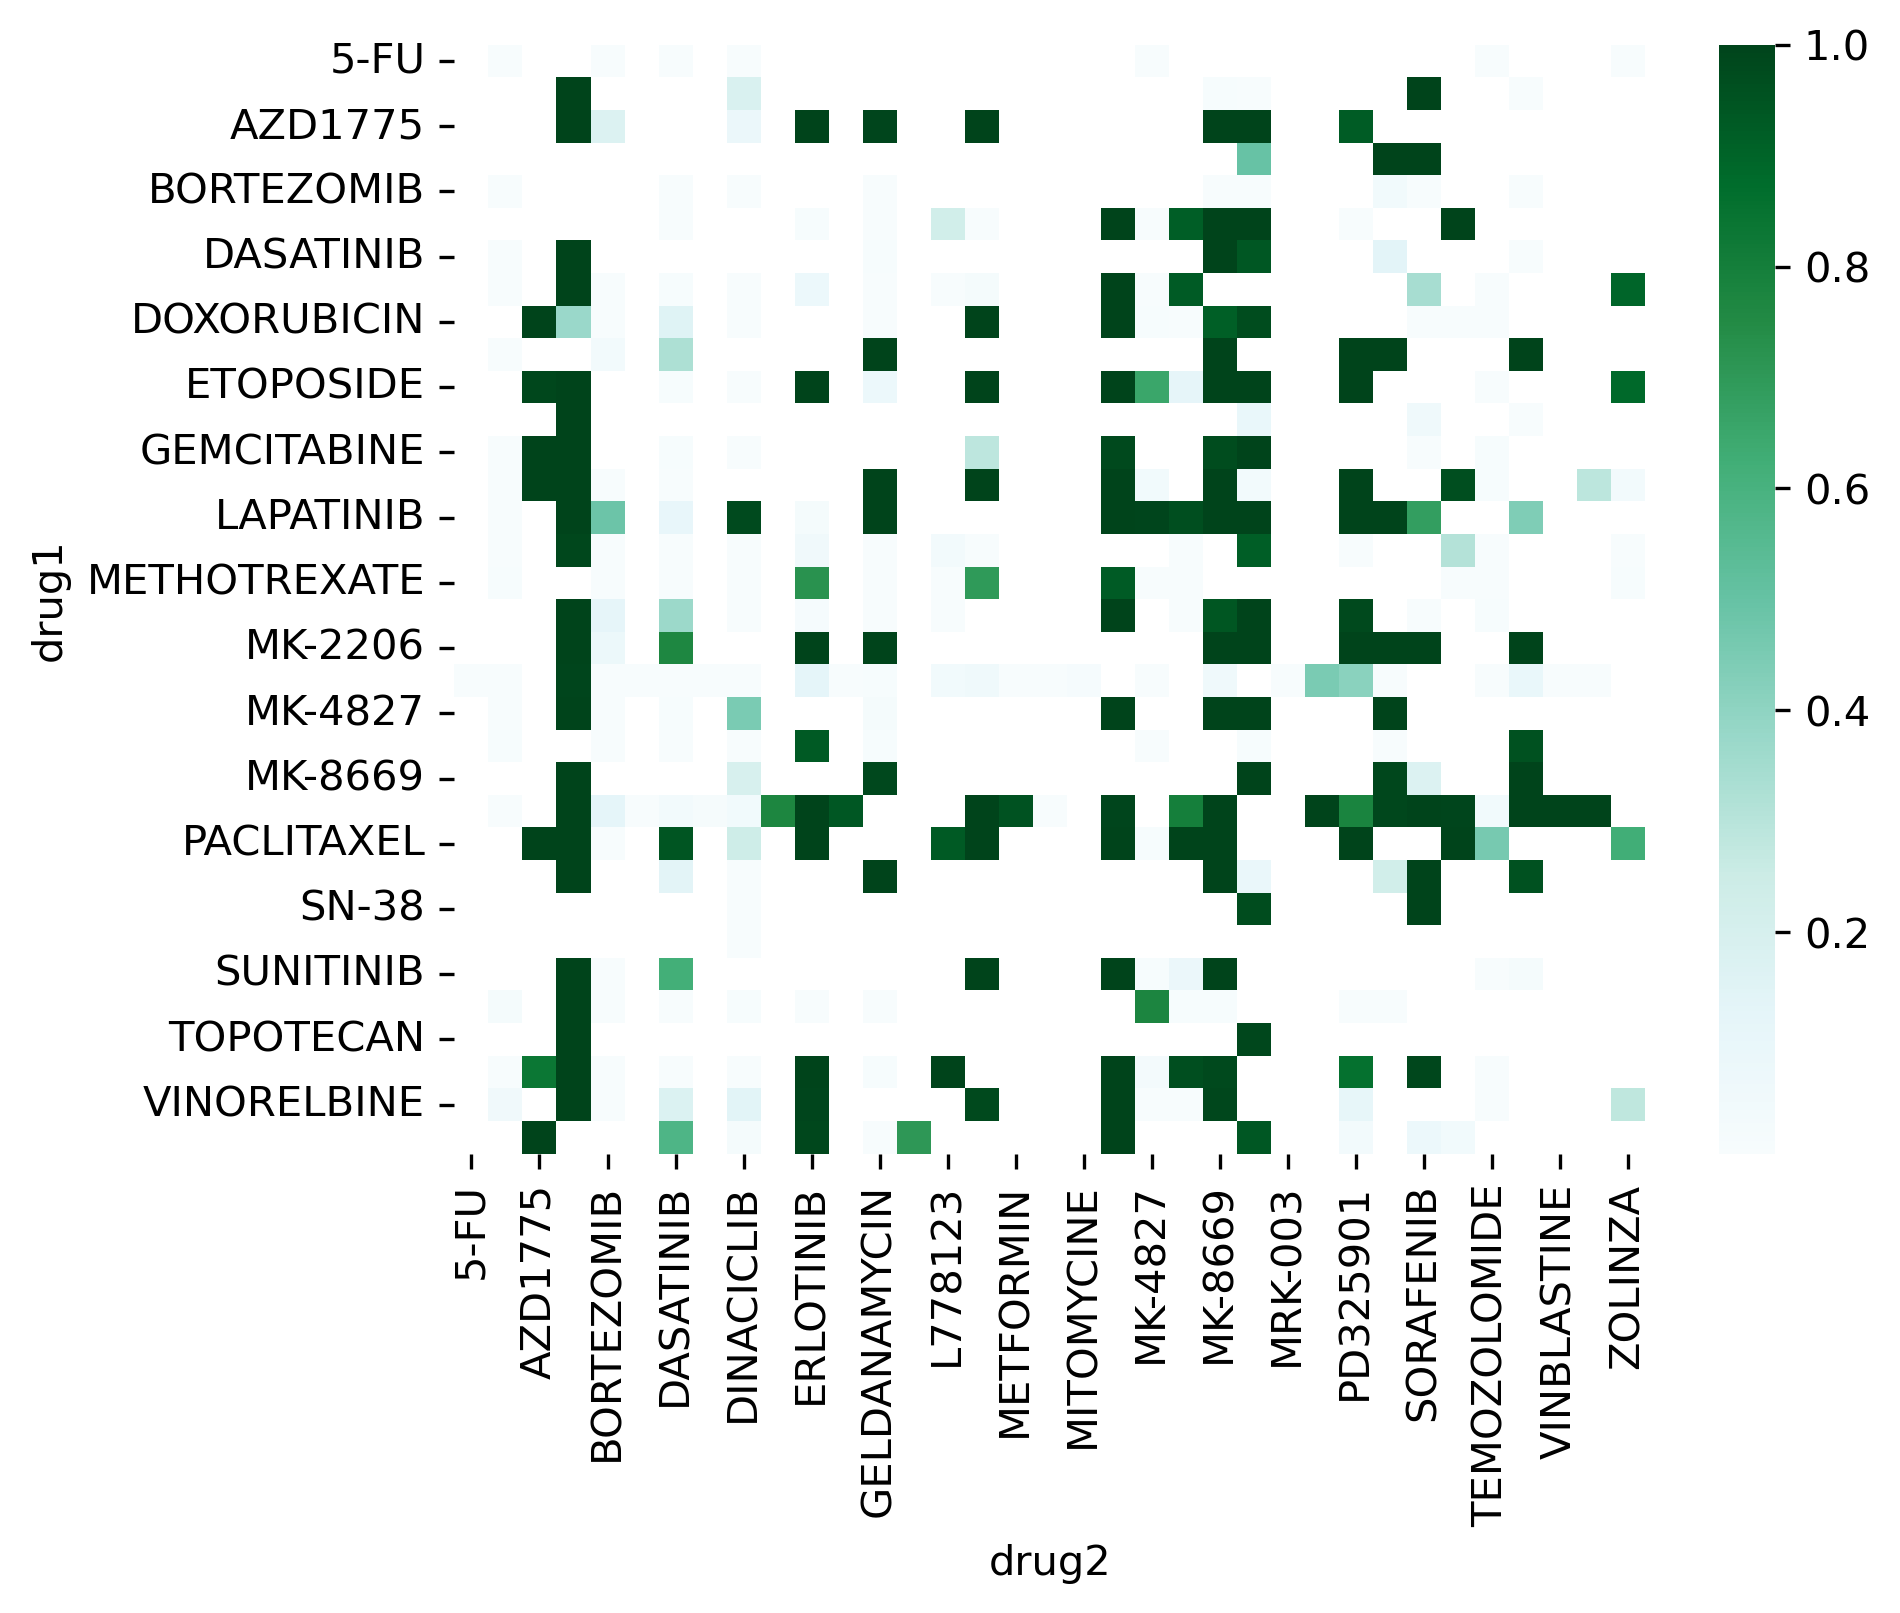 5-FU
AZD1775
BORTEZOMIB
DASATINIB
DOXORUBICIN
ETOPOSIDE
GEMCITABINE
LAPATINIB
METHOTREXATE
MK-2206
MK-4827
MK-8669
PACLITAXEL
SN-38
SUNITINIB
TOPOTECAN
VINORELBINE
drug1
5-FU
AZD1775
BORTEZOMIB
DASATINIB
DINACICLIB
ERLOTINIB
GELDANAMYCIN
L778123
METFORMIN
MITOMYCINE
MK-4827
MK-8669
MRK-003
PD325901
SORAFENIB
TEMOZOLOMIDE
VINBLASTINE
ZOLINZA
drug2
1.0
0.8
0.6
0.4
0.2